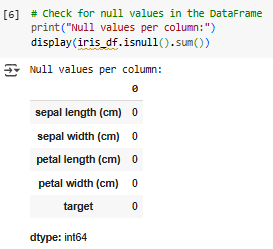 [6] # Check for null values in the DataFrame
print("Null values per column:")
display(iris_df.isnull().sum())
Null values per column:
0
sepal length (cm) 0
sepal width (cm) 0
petal length (cm) 0
petal width (cm) 0
target 0
dtype: int64